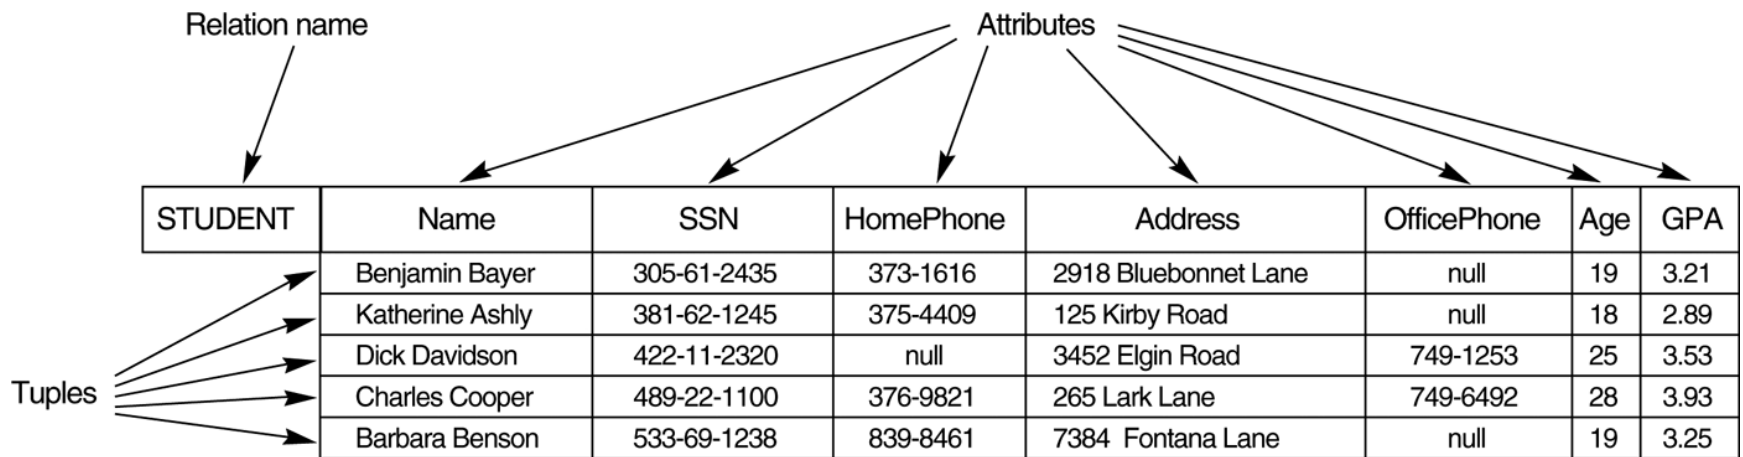 Relation name Attributes
STUDENT Name SSN HomePhone Address OfficePhone Age GPA
Benjamin Bayer 305-61-2435 373-1616 2918 Bluebonnet Lane null 19 3.21
Katherine Ashly 381-62-1245 375-4409 125 Kirby Road null 18 2.89
Dick Davidson 422-11-2320 null 3452 Elgin Road 749-1253 25 3.53
Tuples Charles Cooper 489-22-1100 376-9821 265 Lark Lane 749-6492 28 3.93
Barbara Benson 533-69-1238 839-8461 7384 Fontana Lane null 19 3.25